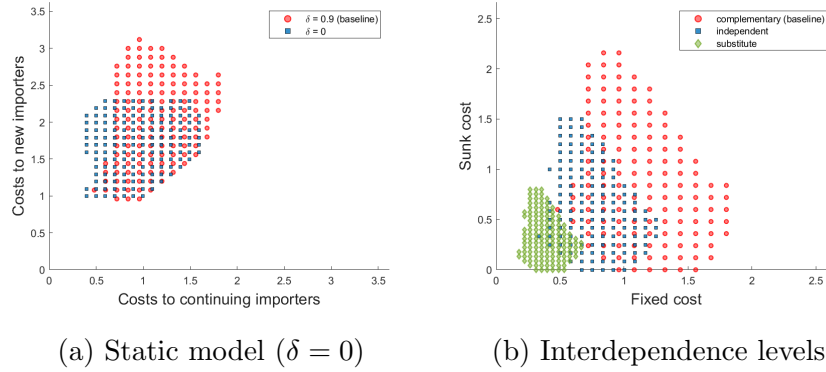 3.5
3
2.5
2
1.5
1
0.5
0
0 0.5 1 1.5 2 2.5 3 3.5
Costs to new importers
Costs to continuing importers
δ = 0.9 (baseline)
δ = 0
(a) Static model (δ = 0)
2.5
2
1.5
1
0.5
0
0 0.5 1 1.5 2 2.5
Sunk cost
Fixed cost
complementary (baseline)
independent
substitute
(b) Interdependence levels